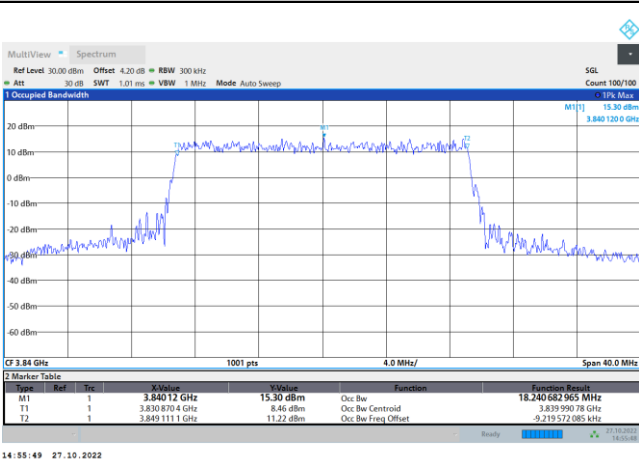 MultiView Spectrum
Ref Level 30.00 dBm Offset 4.20 dB RBW 300 kHz SGL
Att 30 dB SWT 1.01 ms VBW 1 MHz Mode Auto Sweep Count 100/100
1 Occupied Bandwidth 1Pk Max
M1[1] 15.30 dBm
3.840 120 0 GHz
M1
20 dBm
T1 T2
10 dBm
0 dBm
-10 dBm
-20 dBm
-30 dBm
-40 dBm
-50 dBm
-60 dBm
CF 3.84 GHz 1001 pts 4.0 MHz/ Span 40.0 MHz
2 Marker Table
Type Ref Trc X-Value Y-Value Function Function Result
M1 1 3.840 12 GHz 15.30 dBm Occ Bw 18.240 682 965 MHz
T1 1 3.830 870 4 GHz 8.46 dBm Occ Bw Centroid 3.839 990 78 GHz
T2 1 3.849 111 1 GHz 11.22 dBm Occ Bw Freq Offset -9.219 572 085 kHz
Ready 27.10.2022
14:55:48
14:55:49 27.10.2022